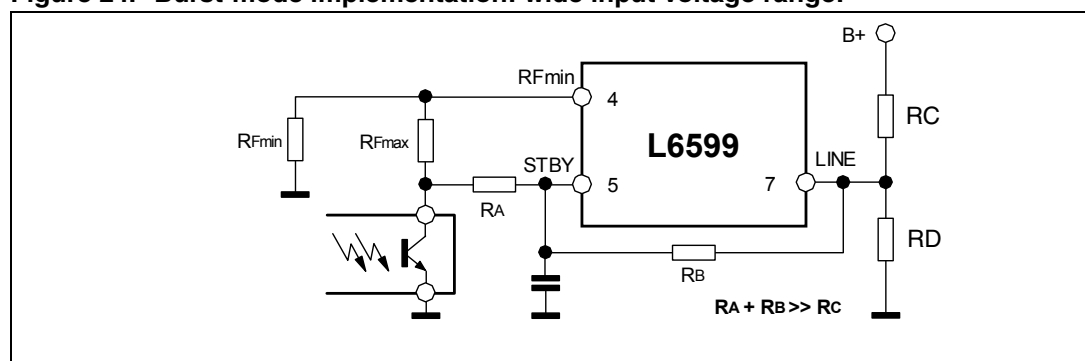 Figure 24. Burst-mode implementation: wide input voltage range.
B+
RFmin
4
RC
RFmin
RFmax
L6599
STBY
LINE
5
7
RA
RD
RB
RA + RB >> RC